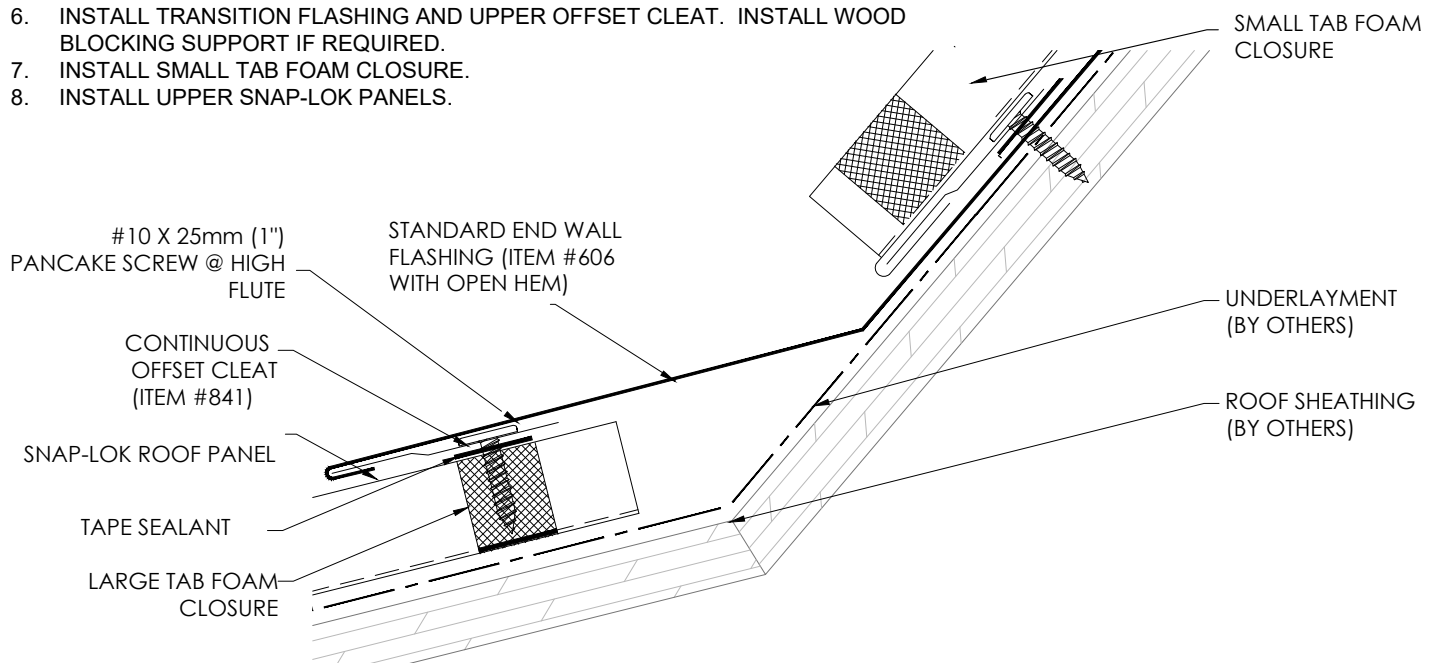 6. INSTALL TRANSITION FLASHING AND UPPER OFFSET CLEAT. INSTALL WOOD
BLOCKING SUPPORT IF REQUIRED.
7. INSTALL SMALL TAB FOAM CLOSURE.
8. INSTALL UPPER SNAP-LOK PANELS.
SMALL TAB FOAM
CLOSURE
#10 X 25mm (1")
PANCAKE SCREW @ HIGH
FLUTE
STANDARD END WALL
FLASHING (ITEM #606
WITH OPEN HEM)
CONTINUOUS
OFFSET CLEAT
(ITEM #841)
SNAP-LOK ROOF PANEL
TAPE SEALANT
LARGE TAB FOAM
CLOSURE
UNDERLAYMENT
(BY OTHERS)
ROOF SHEATHING
(BY OTHERS)